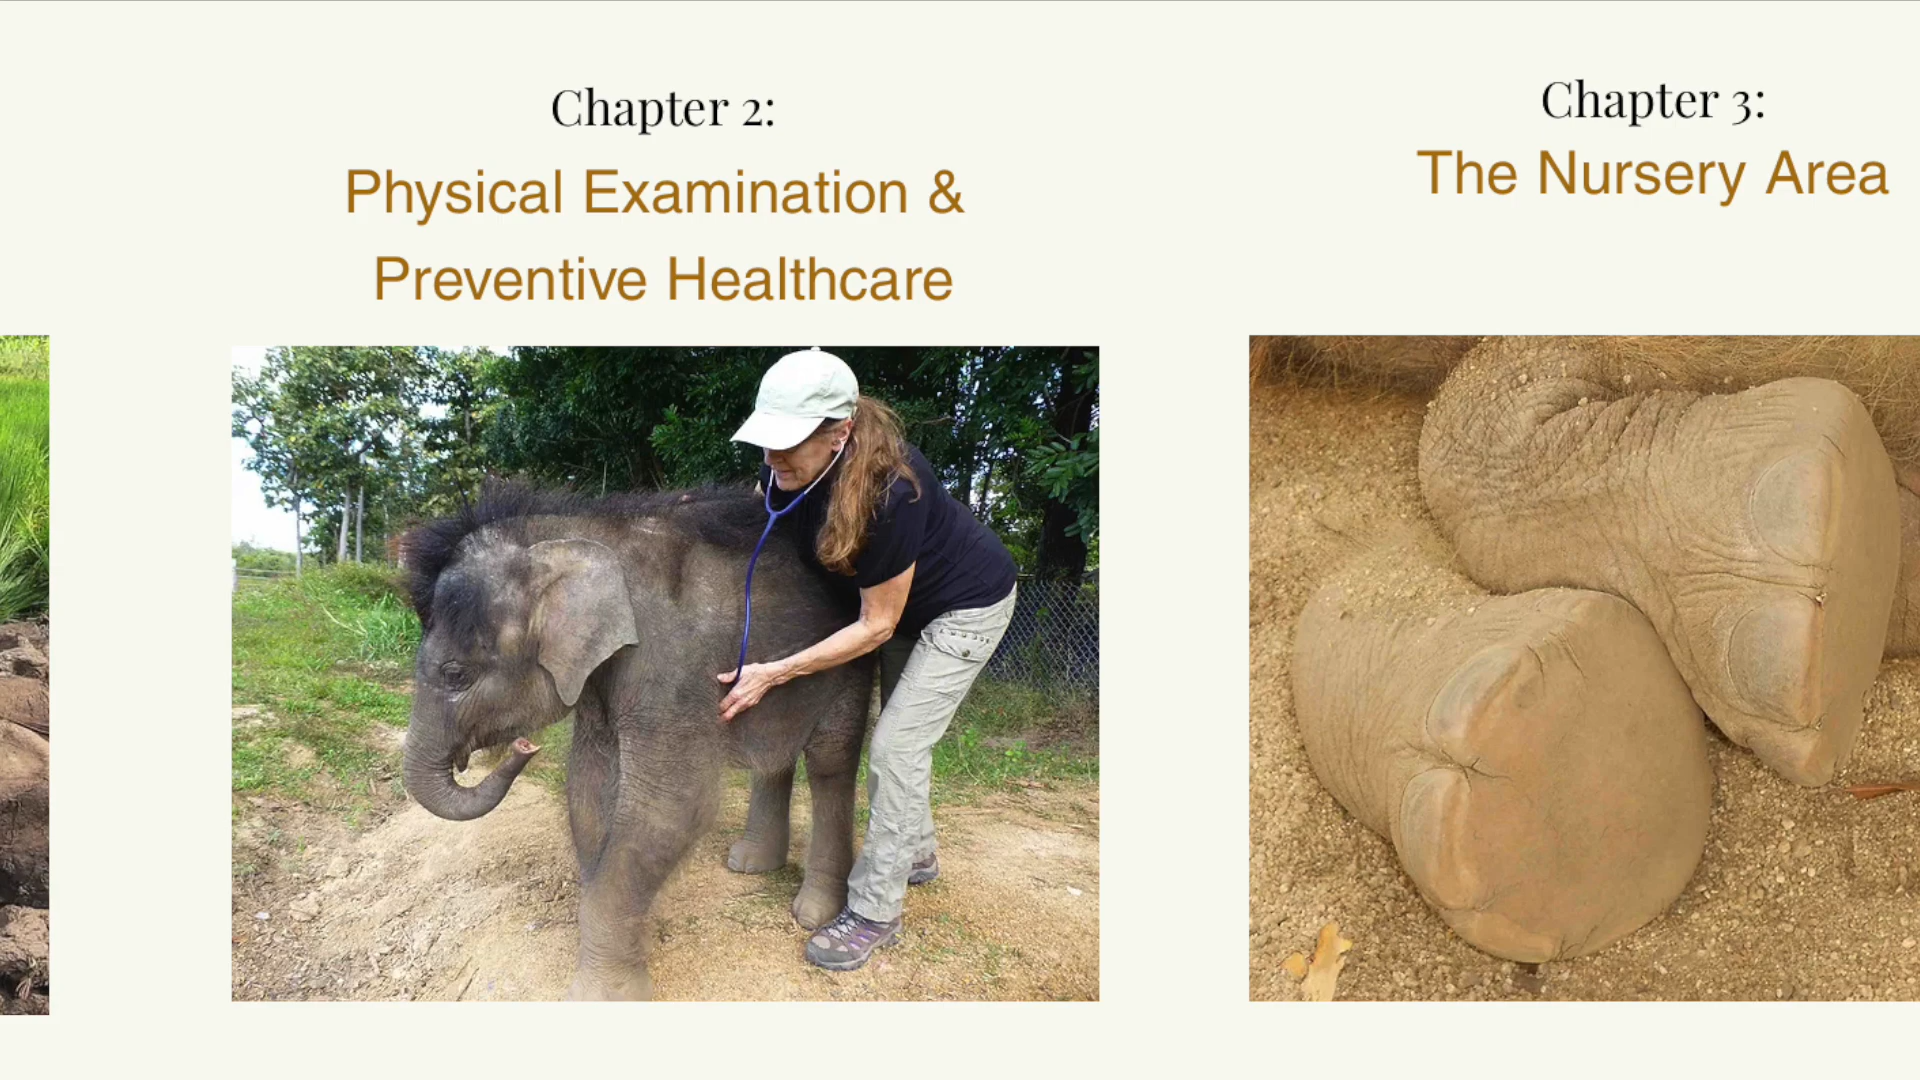 Chapter 2:
Physical Examination &
Preventive Healthcare
Chapter 3:
The Nursery Area